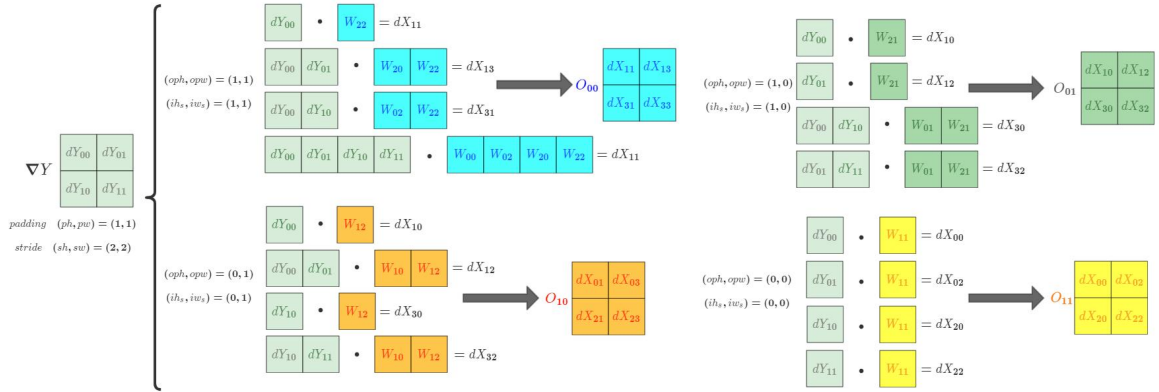 ∇Y
dY00 dY01
dY10 dY11
padding (ph, pw) = (1, 1)
stride (sh, sw) = (2, 2)
(oph, opw) = (1, 1)
(ihs, iws) = (1, 1)
dY00 • W22 = dX11
dY00 dY01 • W20 W22 = dX13
dY00 dY10 • W02 W22 = dX31
dY00 dY01 dY10 dY11 • W00 W02 W20 W22 = dX11
O00
dX11 dX13
dX31 dX33
(oph, opw) = (1, 0)
(ihs, iws) = (1, 0)
dY00 • W21 = dX10
dY01 • W21 = dX12
dY00 dY10 • W01 W21 = dX30
dY01 dY11 • W01 W21 = dX32
O01
dX10 dX12
dX30 dX32
(oph, opw) = (0, 1)
(ihs, iws) = (0, 1)
dY00 • W12 = dX10
dY00 dY01 • W10 W12 = dX12
dY10 • W12 = dX30
dY10 dY11 • W10 W12 = dX32
O10
dX01 dX03
dX21 dX23
(oph, opw) = (0, 0)
(ihs, iws) = (0, 0)
dY00 • W11 = dX00
dY01 • W11 = dX02
dY10 • W11 = dX20
dY11 • W11 = dX22
O11
dX00 dX02
dX20 dX22